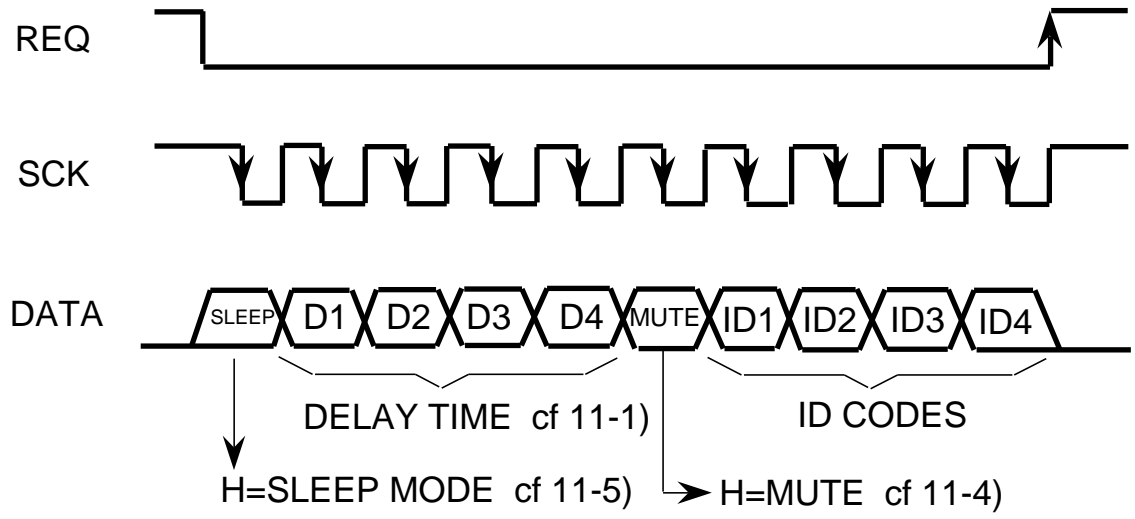 REQ
SCK
DATA SLEEP D1 D2 D3 D4 MUTE ID1 ID2 ID3 ID4
DELAY TIME cf 11-1) ID CODES
H=SLEEP MODE cf 11-5) H=MUTE cf 11-4)